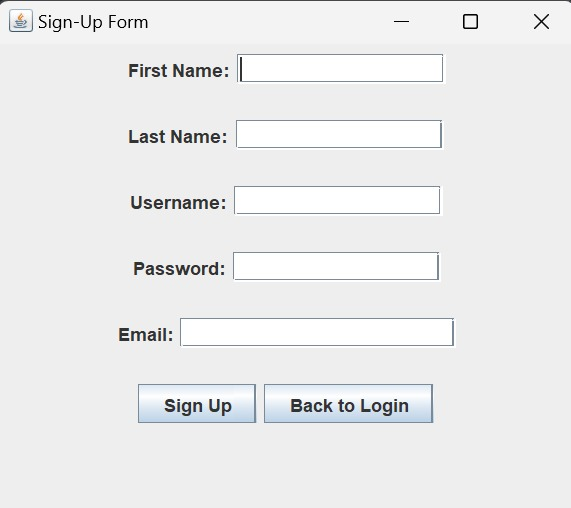 Sign-Up Form
First Name:
Last Name:
Username:
Password:
Email:
Sign Up Back to Login